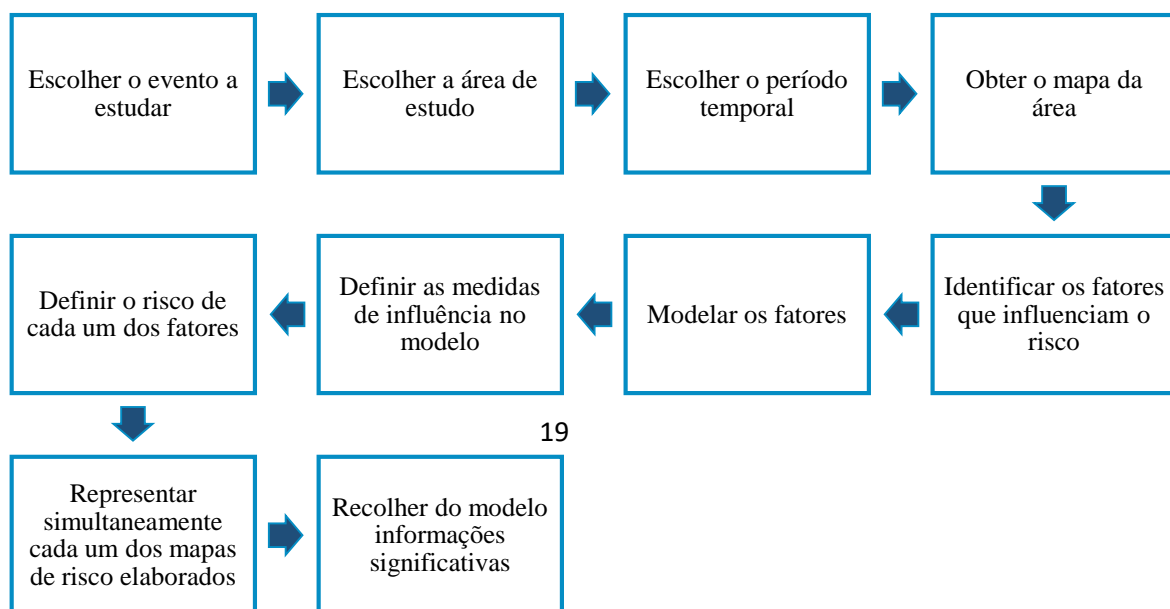 Escolher o evento a
estudar
Escolher a área de
estudo
Escolher o período
temporal
Obter o mapa da
área
Identificar os fatores
que influenciam o
risco
Modelar os fatores
Definir as medidas
de influência no
modelo
Definir o risco de
cada um dos fatores
19
Representar
simultaneamente
cada um dos mapas
de risco elaborados
Recolher do modelo
informações
significativas